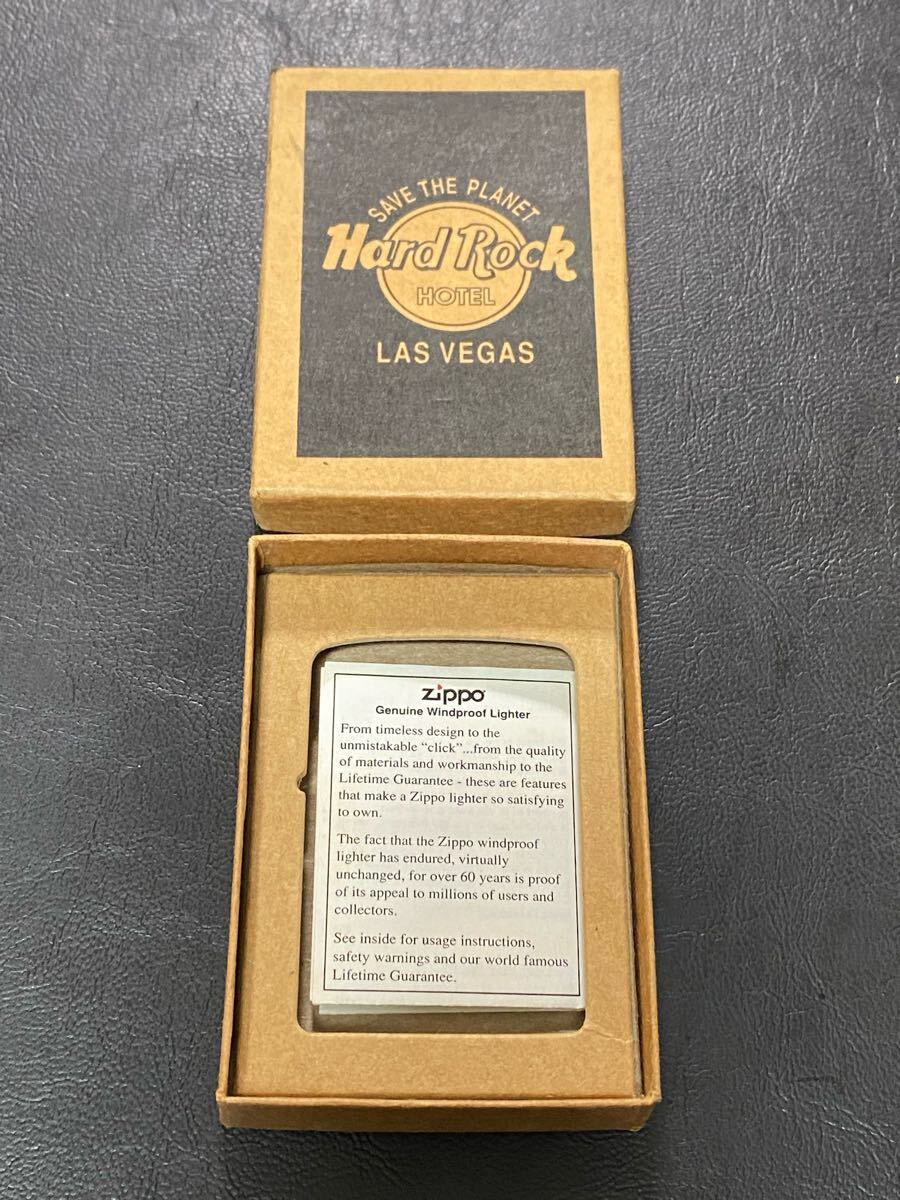 SAVE THE PLANET
Hard Rock
HOTEL
LAS VEGAS
zippo
Genuine Windproof Lighter
From timeless design to the
unmistakable “click”...from the quality
of materials and workmanship to the
Lifetime Guarantee - these are features
that make a Zippo lighter so satisfying
to own.
The fact that the Zippo windproof
lighter has endured, virtually
unchanged, for over 60 years is proof
of its appeal to millions of users and
collectors.
See inside for usage instructions,
safety warnings and our world famous
Lifetime Guarantee.